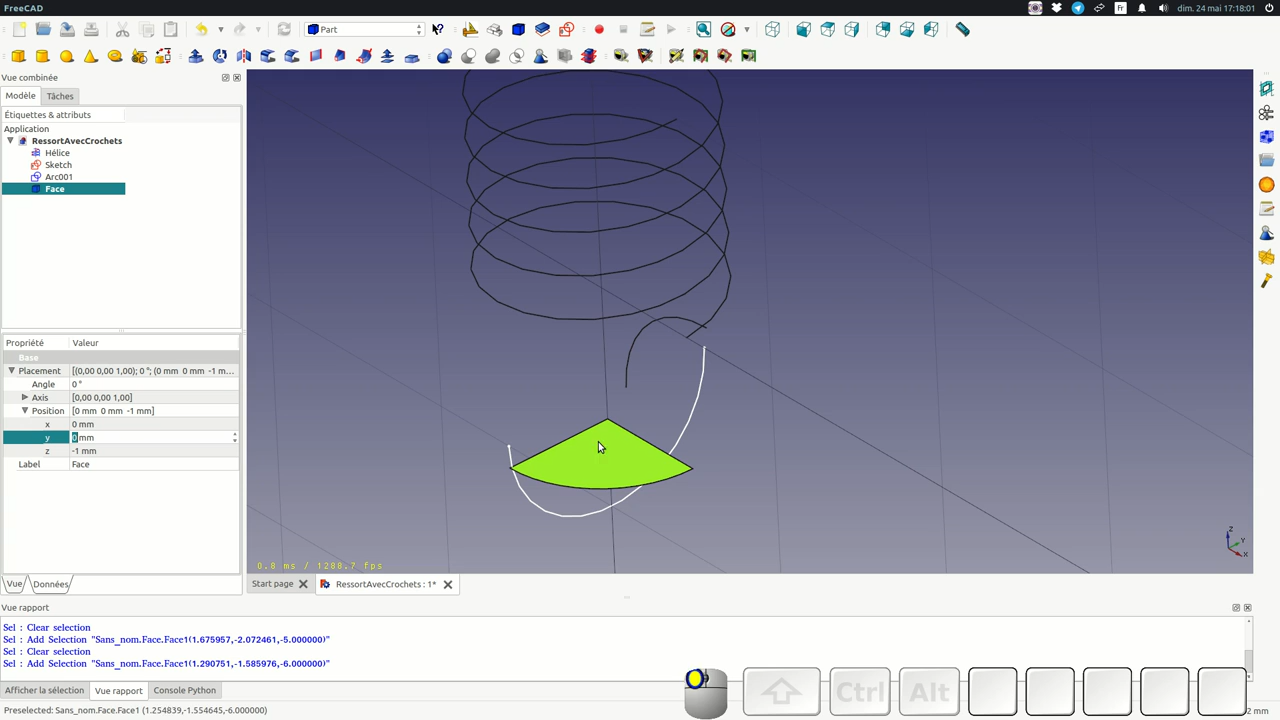 FreeCAD
Fr
dim. 24 mai 17:18:01
Part
Vue combinée
Modèle
Tâches
Étiquettes & attributs
Application
RessortAvecCrochets
Hélice
Sketch
Arc001
Face
Propriété
Valeur
Base
Placement
[(0,00 0,00 1,00); 0 °; (0 mm 0 mm -1 m...
Angle
0 °
Axis
[0,00 0,00 1,00]
Position
[0 mm 0 mm -1 mm]
x
0 mm
y
0 mm
z
-1 mm
Label
Face
Z
Y
X
0.8 ms / 1288.7 fps
Vue
Données
Start page
RessortAvecCrochets : 1*
Vue rapport
Sel : Clear selection
Sel : Add Selection "Sans_nom.Face.Face1(1.675957,-2.072461,-5.000000)"
Sel : Clear selection
Sel : Add Selection "Sans_nom.Face.Face1(1.290751,-1.585976,-6.000000)"
Ctrl
Alt
Afficher la sélection
Vue rapport
Console Python
Preselected: Sans_nom.Face.Face1 (1.254839,-1.554645,-6.000000)
2 mm